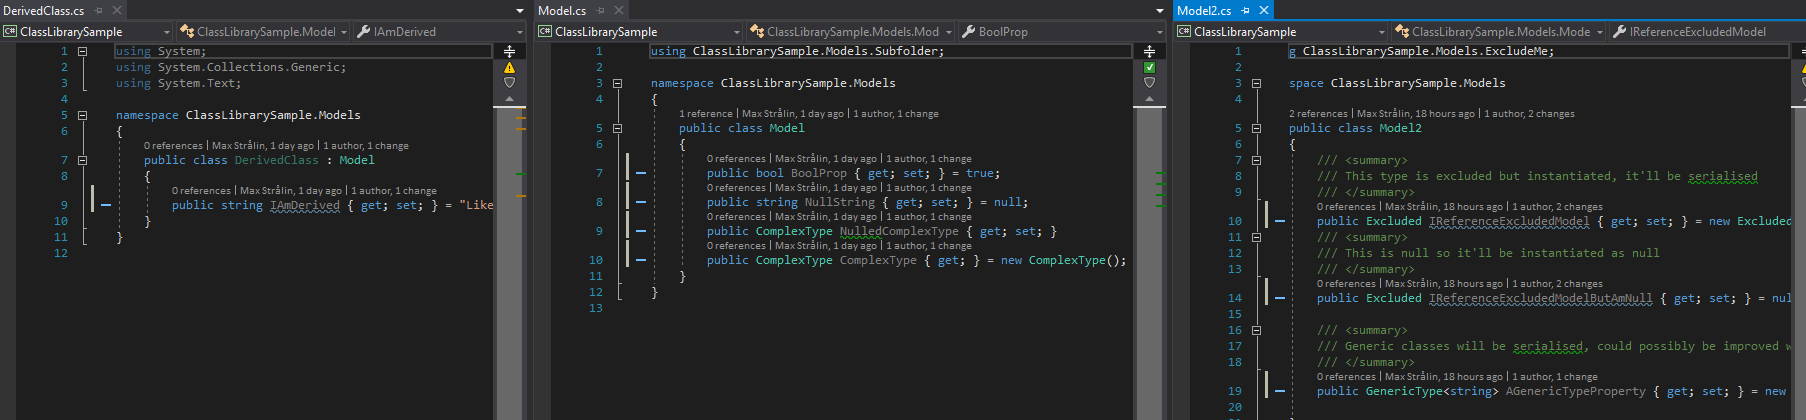 DerivedClass.cs
ClassLibrarySample
ClassLibrarySample.Model
IAmDerived
1 using System;
2 using System.Collections.Generic;
3 using System.Text;
4
5 namespace ClassLibrarySample.Models
6 {
0 references | Max Strålin, 1 day ago | 1 author, 1 change
7 public class DerivedClass : Model
8 {
0 references | Max Strålin, 1 day ago | 1 author, 1 change
9 public string IAmDerived { get; set; } = "Like
10 }
11 }
12
Model.cs
C# ClassLibrarySample
ClassLibrarySample.Models.Mod
BoolProp
1 using ClassLibrarySample.Models.Subfolder;
2
3 namespace ClassLibrarySample.Models
4 {
1 reference | Max Strålin, 1 day ago | 1 author, 1 change
5 public class Model
6 {
0 references | Max Strålin, 1 day ago | 1 author, 1 change
7 public bool BoolProp { get; set; } = true;
0 references | Max Strålin, 1 day ago | 1 author, 1 change
8 public string NullString { get; set; } = null;
0 references | Max Strålin, 1 day ago | 1 author, 1 change
9 public ComplexType NulledComplexType { get; set; }
0 references | Max Strålin, 1 day ago | 1 author, 1 change
10 public ComplexType ComplexType { get; } = new ComplexType();
11 }
12 }
13
Model2.cs
C# ClassLibrarySample
ClassLibrarySample.Models.Mode
IReferenceExcludedModel
1 g ClassLibrarySample.Models.ExcludeMe;
2
3 space ClassLibrarySample.Models
4
2 references | Max Strålin, 18 hours ago | 1 author, 2 changes
5 public class Model2
6 {
7 /// <summary>
8 /// This type is excluded but instantiated, it'll be serialised
9 /// </summary>
0 references | Max Strålin, 18 hours ago | 1 author, 2 changes
10 public Excluded IReferenceExcludedModel { get; set; } = new Excluded
11 /// <summary>
12 /// This is null so it'll be instantiated as null
13 /// </summary>
0 references | Max Strålin, 18 hours ago | 1 author, 2 changes
14 public Excluded IReferenceExcludedModelButAmNull { get; set; } = nul
15
16 /// <summary>
17 /// Generic classes will be serialised, could possibly be improved w
18 /// </summary>
0 references | Max Strålin, 18 hours ago | 1 author, 1 change
19 public GenericType<string> AGenericTypeProperty { get; set; } = new
20